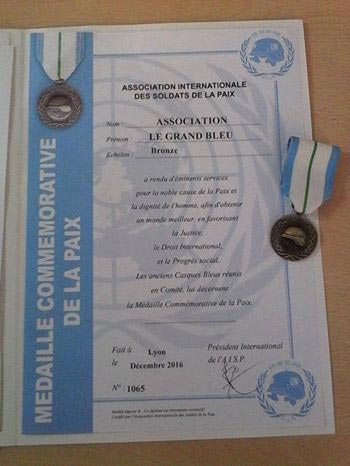 MEDAILLE COMMEMORATIVE
DE LA PAIX
ASSOCIATION INTERNATIONALE
DES SOLDATS DE LA PAIX
Nom ASSOCIATION
Prénom LE GRAND BLEU
Echelon Bronze
a rendu d'éminents services
pour la noble cause de la Paix et
la dignité de l'homme, afin d'obtenir
un monde meilleur, en favorisant
la Justice,
le Droit International,
et le Progrès social.
Les anciens Casques Bleus réunis
en Comité, lui décernent
la Médaille Commémorative de la Paix.
Fait à Lyon
le Décembre 2016
Président International
de l'A.I.S.P.
N° 1065